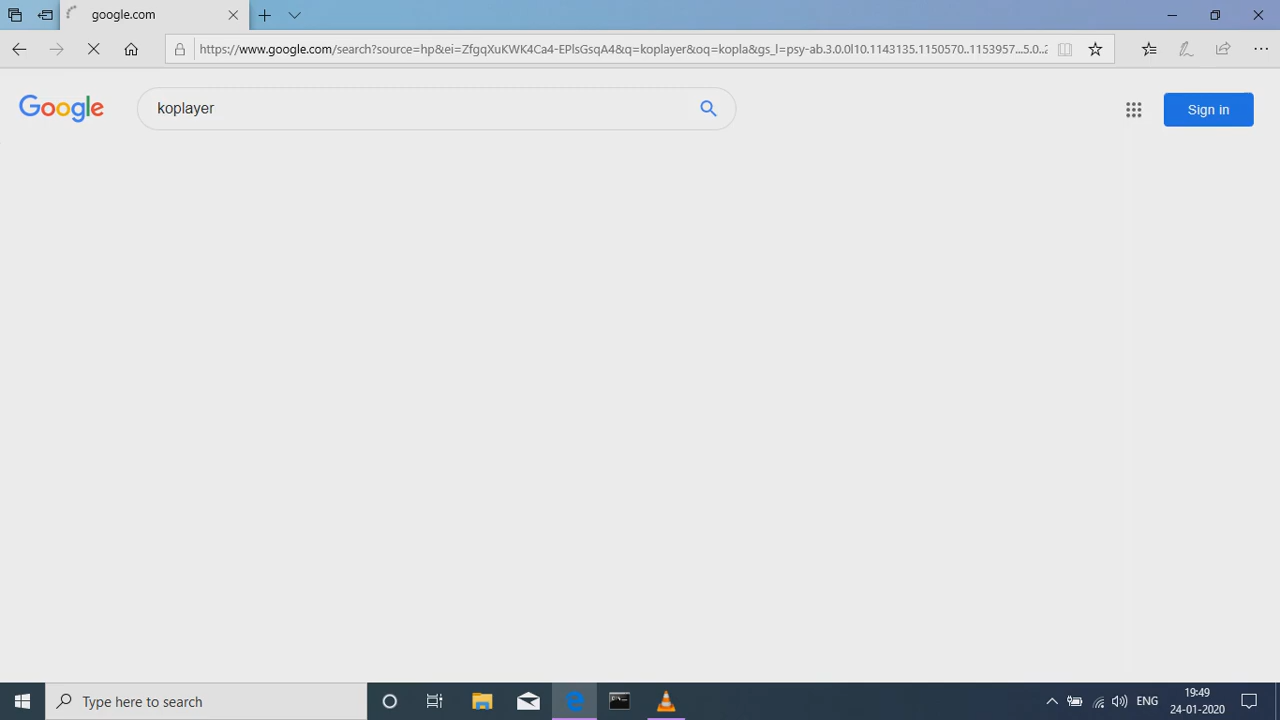 google.com
https://www.google.com/search?source=hp&ei=ZfgqXuKWK4Ca4-EPlsGsqA4&q=koplayer&oq=kopla&gs_l=psy-ab.3.0.0l10.1143135.1150570..1153957...5.0..
Google
koplayer
Sign in
Type here to search
ENG
19:49
24-01-2020